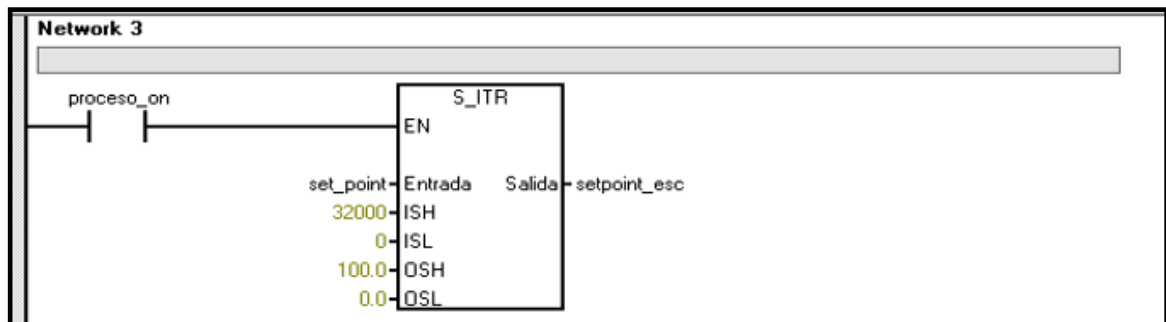 Network 3
proceso_on
S_ITR
EN
set_point Entrada Salida setpoint_esc
32000 ISH
0 ISL
100.0 OSH
0.0 OSL